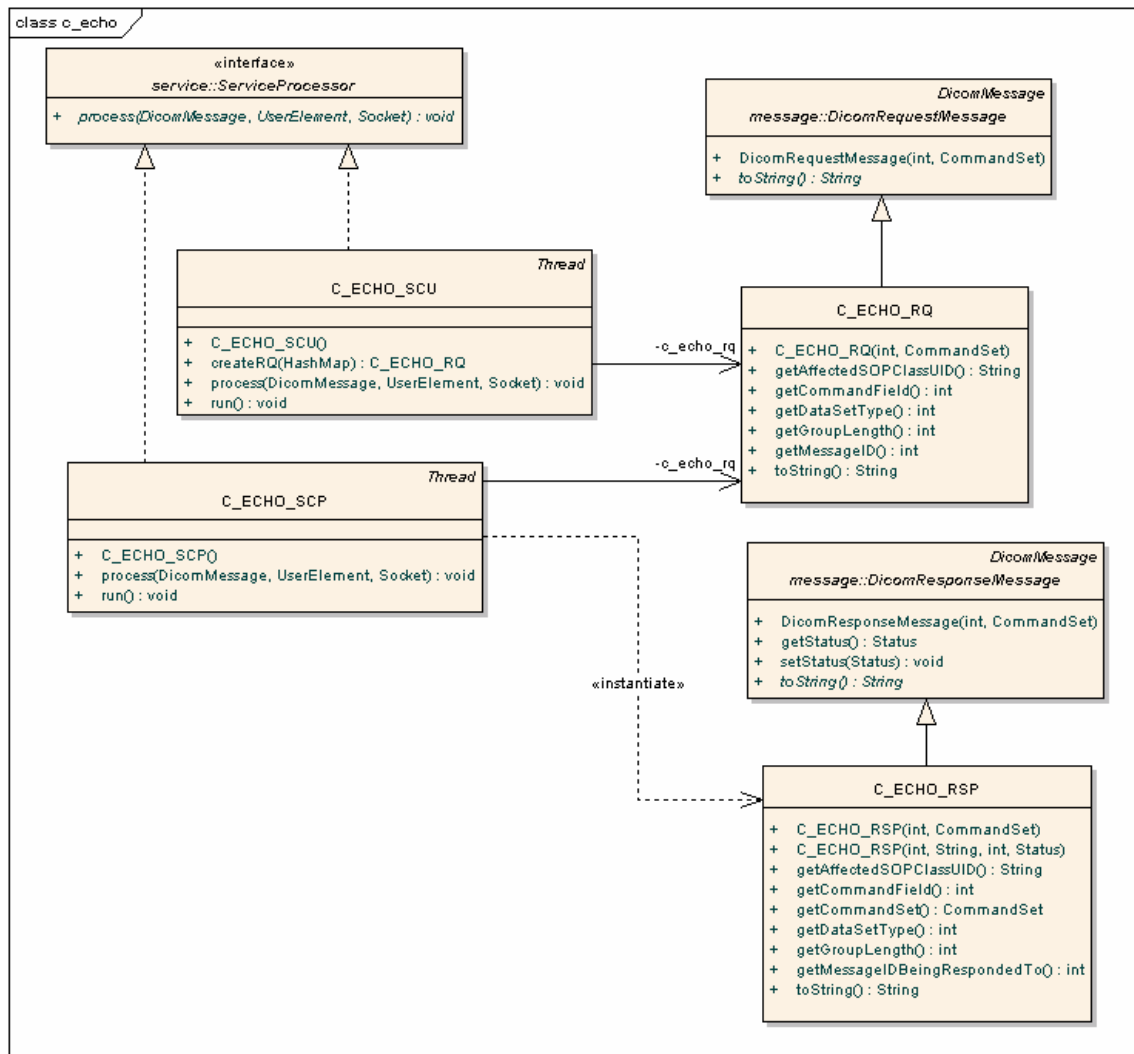 class c_echo
«interface»
service::ServiceProcessor
+ process(DicomMessage, UserElement, Socket) : void
DicomMessage
message::DicomRequestMessage
+ DicomRequestMessage(int, CommandSet)
+ toString() : String
Thread
C_ECHO_SCU
+ C_ECHO_SCU()
+ createRQ(HashMap) : C_ECHO_RQ
+ process(DicomMessage, UserElement, Socket) : void
+ run() : void
-c_echo_rq
C_ECHO_RQ
+ C_ECHO_RQ(int, CommandSet)
+ getAffectedSOPClassUID() : String
+ getCommandField() : int
+ getDataSetType() : int
+ getGroupLength() : int
+ getMessageID() : int
+ toString() : String
-c_echo_rq
Thread
C_ECHO_SCP
+ C_ECHO_SCP()
+ process(DicomMessage, UserElement, Socket) : void
+ run() : void
«instantiate»
DicomMessage
message::DicomResponseMessage
+ DicomResponseMessage(int, CommandSet)
+ getStatus() : Status
+ setStatus(Status) : void
+ toString() : String
C_ECHO_RSP
+ C_ECHO_RSP(int, CommandSet)
+ C_ECHO_RSP(int, String, int, Status)
+ getAffectedSOPClassUID() : String
+ getCommandField() : int
+ getCommandSet() : CommandSet
+ getDataSetType() : int
+ getGroupLength() : int
+ getMessageIDBeingRespondedTo() : int
+ toString() : String